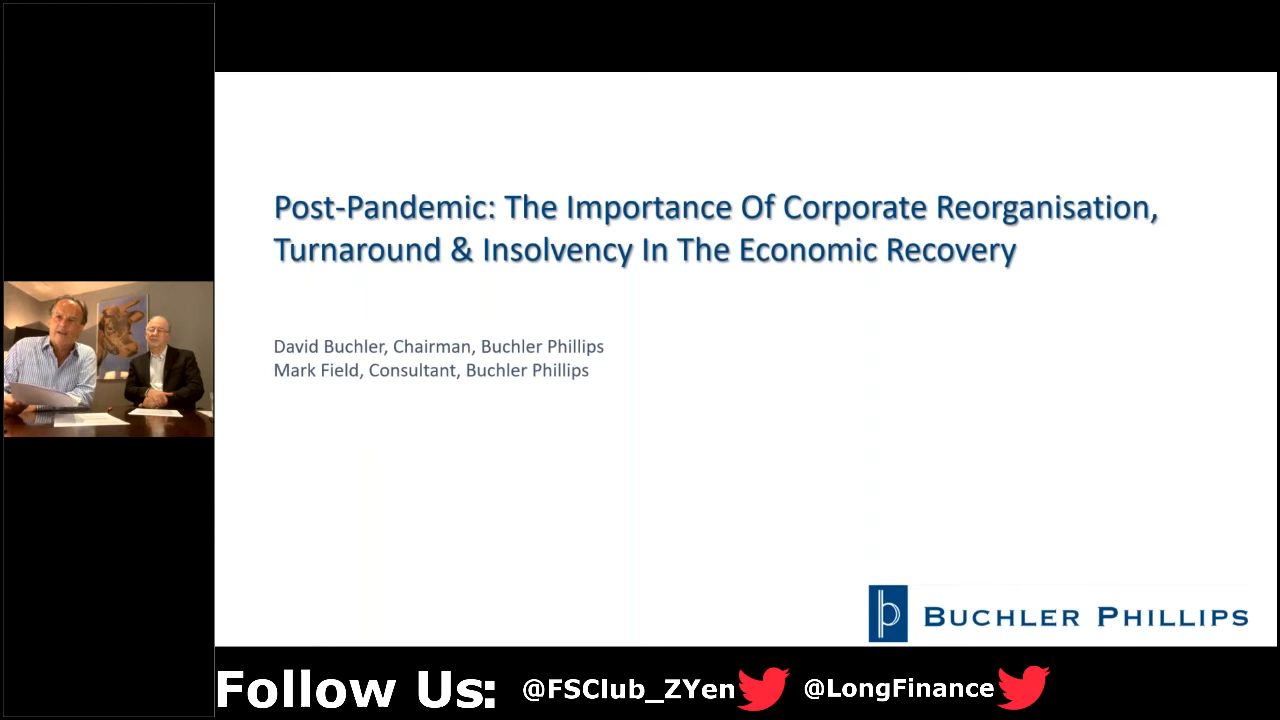 Post-Pandemic: The Importance Of Corporate Reorganisation,
Turnaround & Insolvency In The Economic Recovery
David Buchler, Chairman, Buchler Phillips
Mark Field, Consultant, Buchler Phillips
BUCHLER PHILLIPS
Follow Us: @FSClub_ZYen @LongFinance